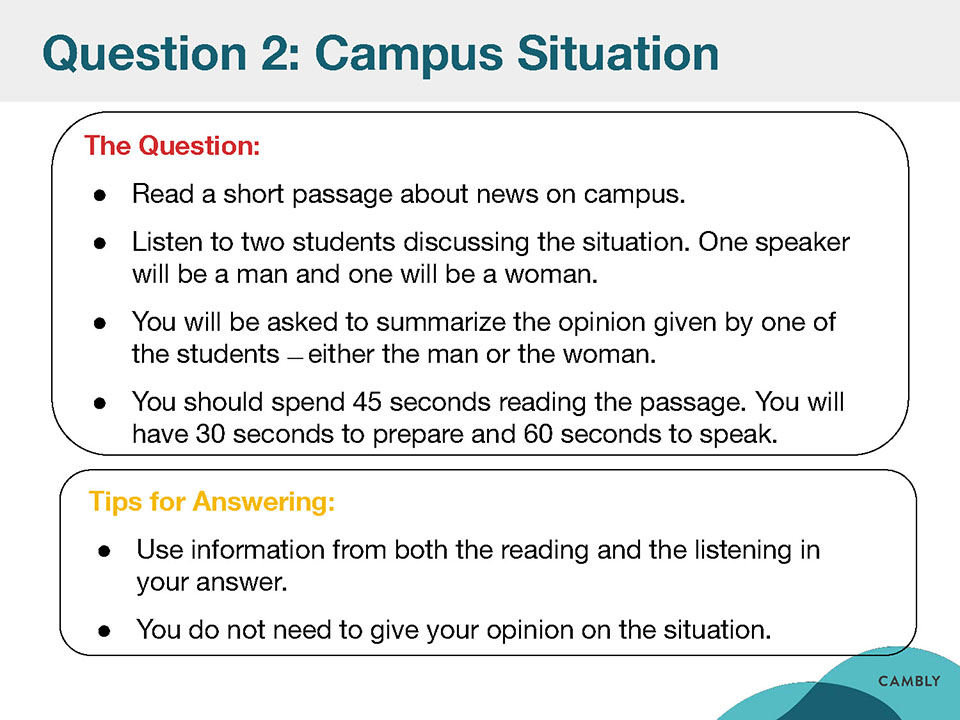 Question 2: Campus Situation
The Question:
● Read a short passage about news on campus.
● Listen to two students discussing the situation. One speaker
will be a man and one will be a woman.
● You will be asked to summarize the opinion given by one of
the students — either the man or the woman.
● You should spend 45 seconds reading the passage. You will
have 30 seconds to prepare and 60 seconds to speak.
Tips for Answering:
● Use information from both the reading and the listening in
your answer.
● You do not need to give your opinion on the situation.
CAMBLY